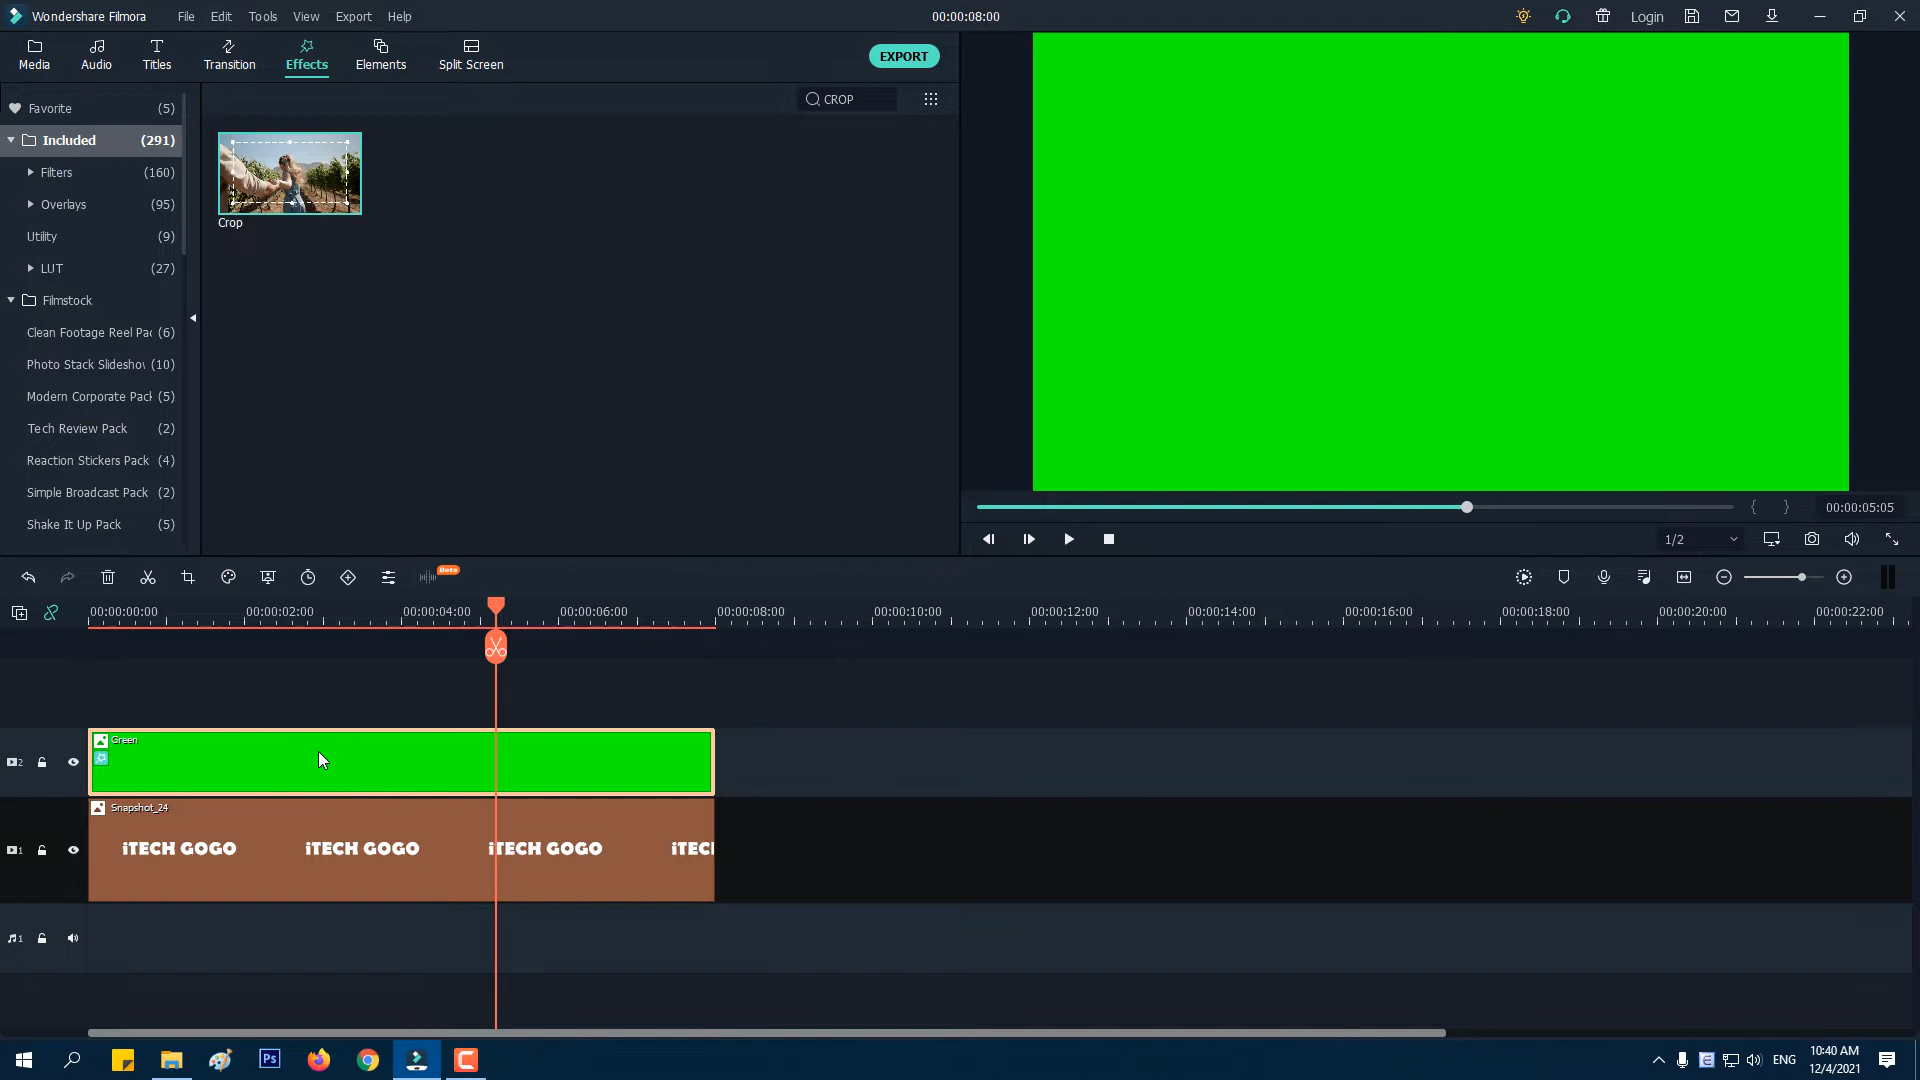 Wondershare Filmora File Edit Tools View Export Help 00:00:08:00 Login
Media Audio Titles Transition Effects Elements Split Screen EXPORT
Favorite (5)
CROP
Included (291)
Filters (160)
Overlays (95)
Utility (9)
LUT (27)
Filmstock
Clean Footage Reel Pac (6)
Photo Stack Slideshov (10)
Modern Corporate Pack (5)
Tech Review Pack (2)
Reaction Stickers Pack (4)
Simple Broadcast Pack (2)
Shake It Up Pack (5)
Crop
{ } 00:00:05:05
1/2
Beta
00:00:00:00 00:00:02:00 00:00:04:00 00:00:06:00 00:00:08:00 00:00:10:00 00:00:12:00 00:00:14:00 00:00:16:00 00:00:18:00 00:00:20:00 00:00:22:00
Green
2
Snapshot_24
1 iTECH GOGO iTECH GOGO iTECH GOGO iTECI
1
Ps ENG 10:40 AM
12/4/2021